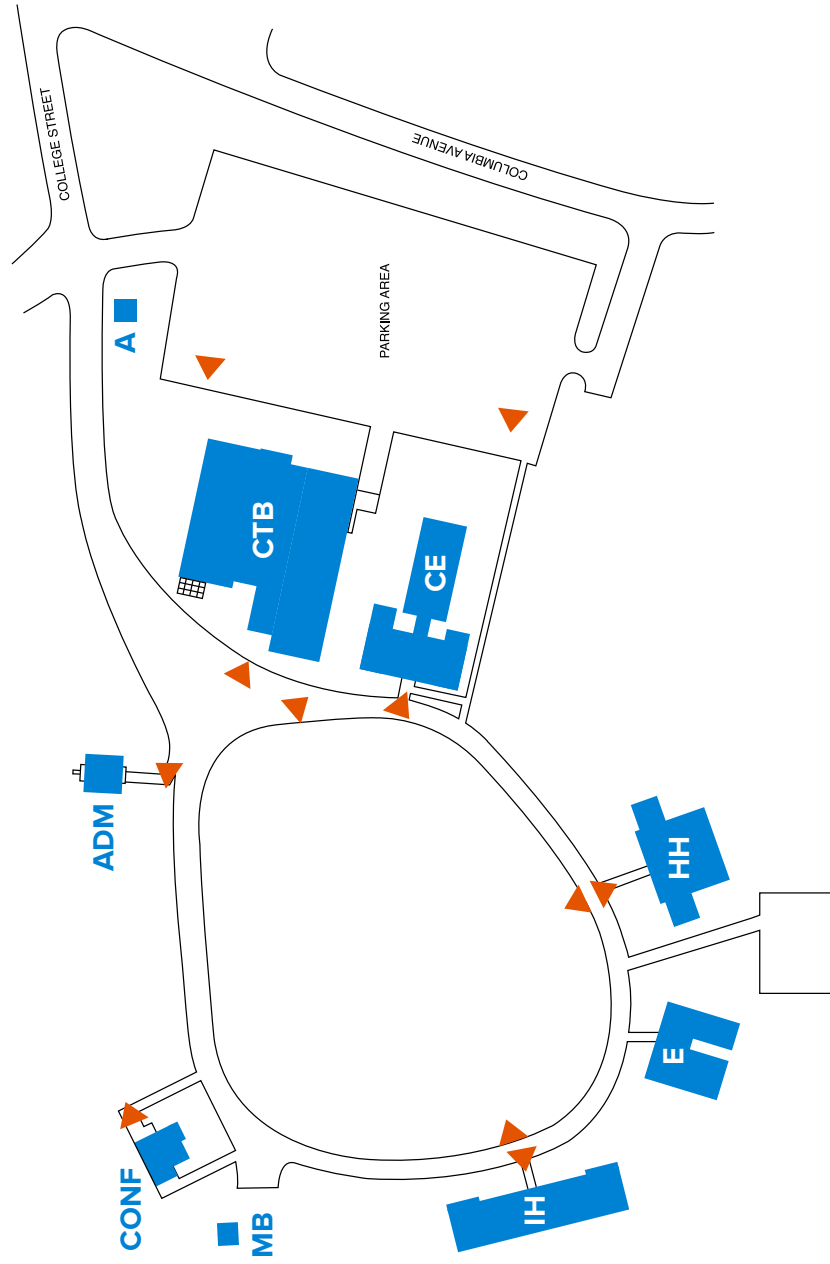 COLLEGE STREET
COLUMBIA AVENUE
PARKING AREA
A
CTB
CE
ADM
HH
E
CONF
MB
IH